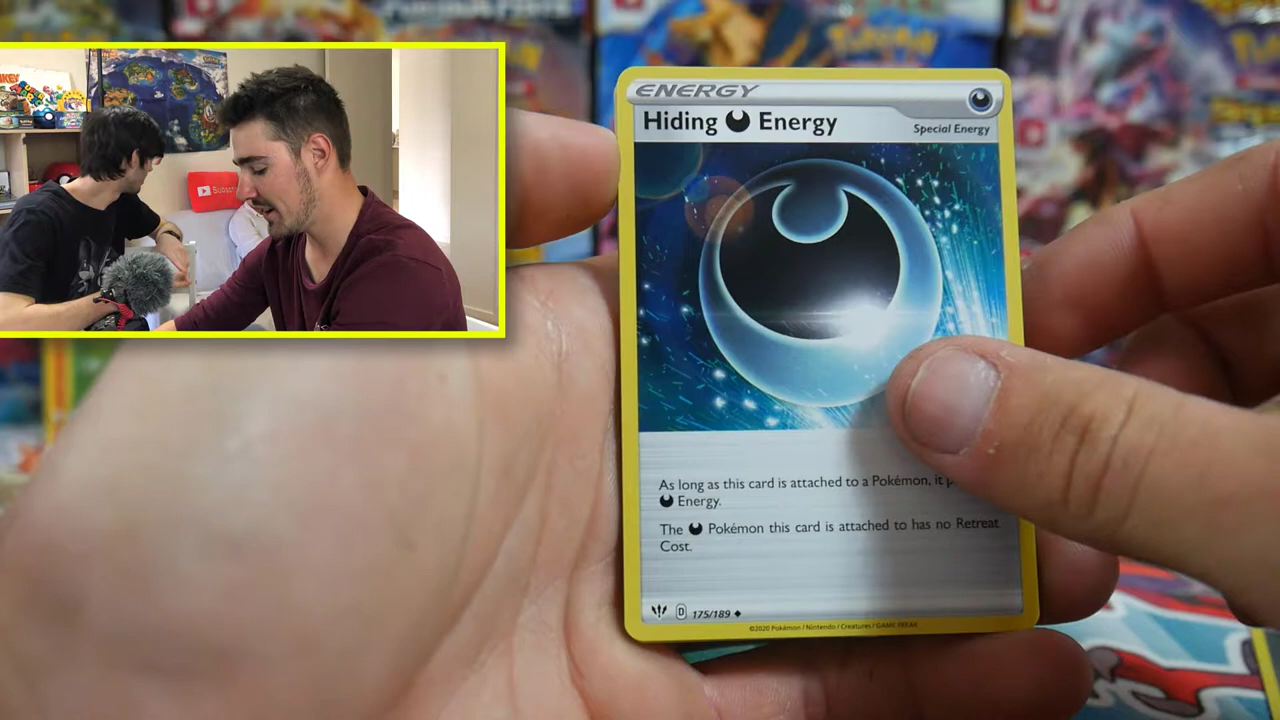 ENERGY
Hiding Energy
Special Energy
As long as this card is attached to a Pokémon, it
Energy.
The Pokémon this card is attached to has no Retreat
Cost.
D 175/189
©2020 Pokémon / Nintendo / Creatures / GAME FREAK